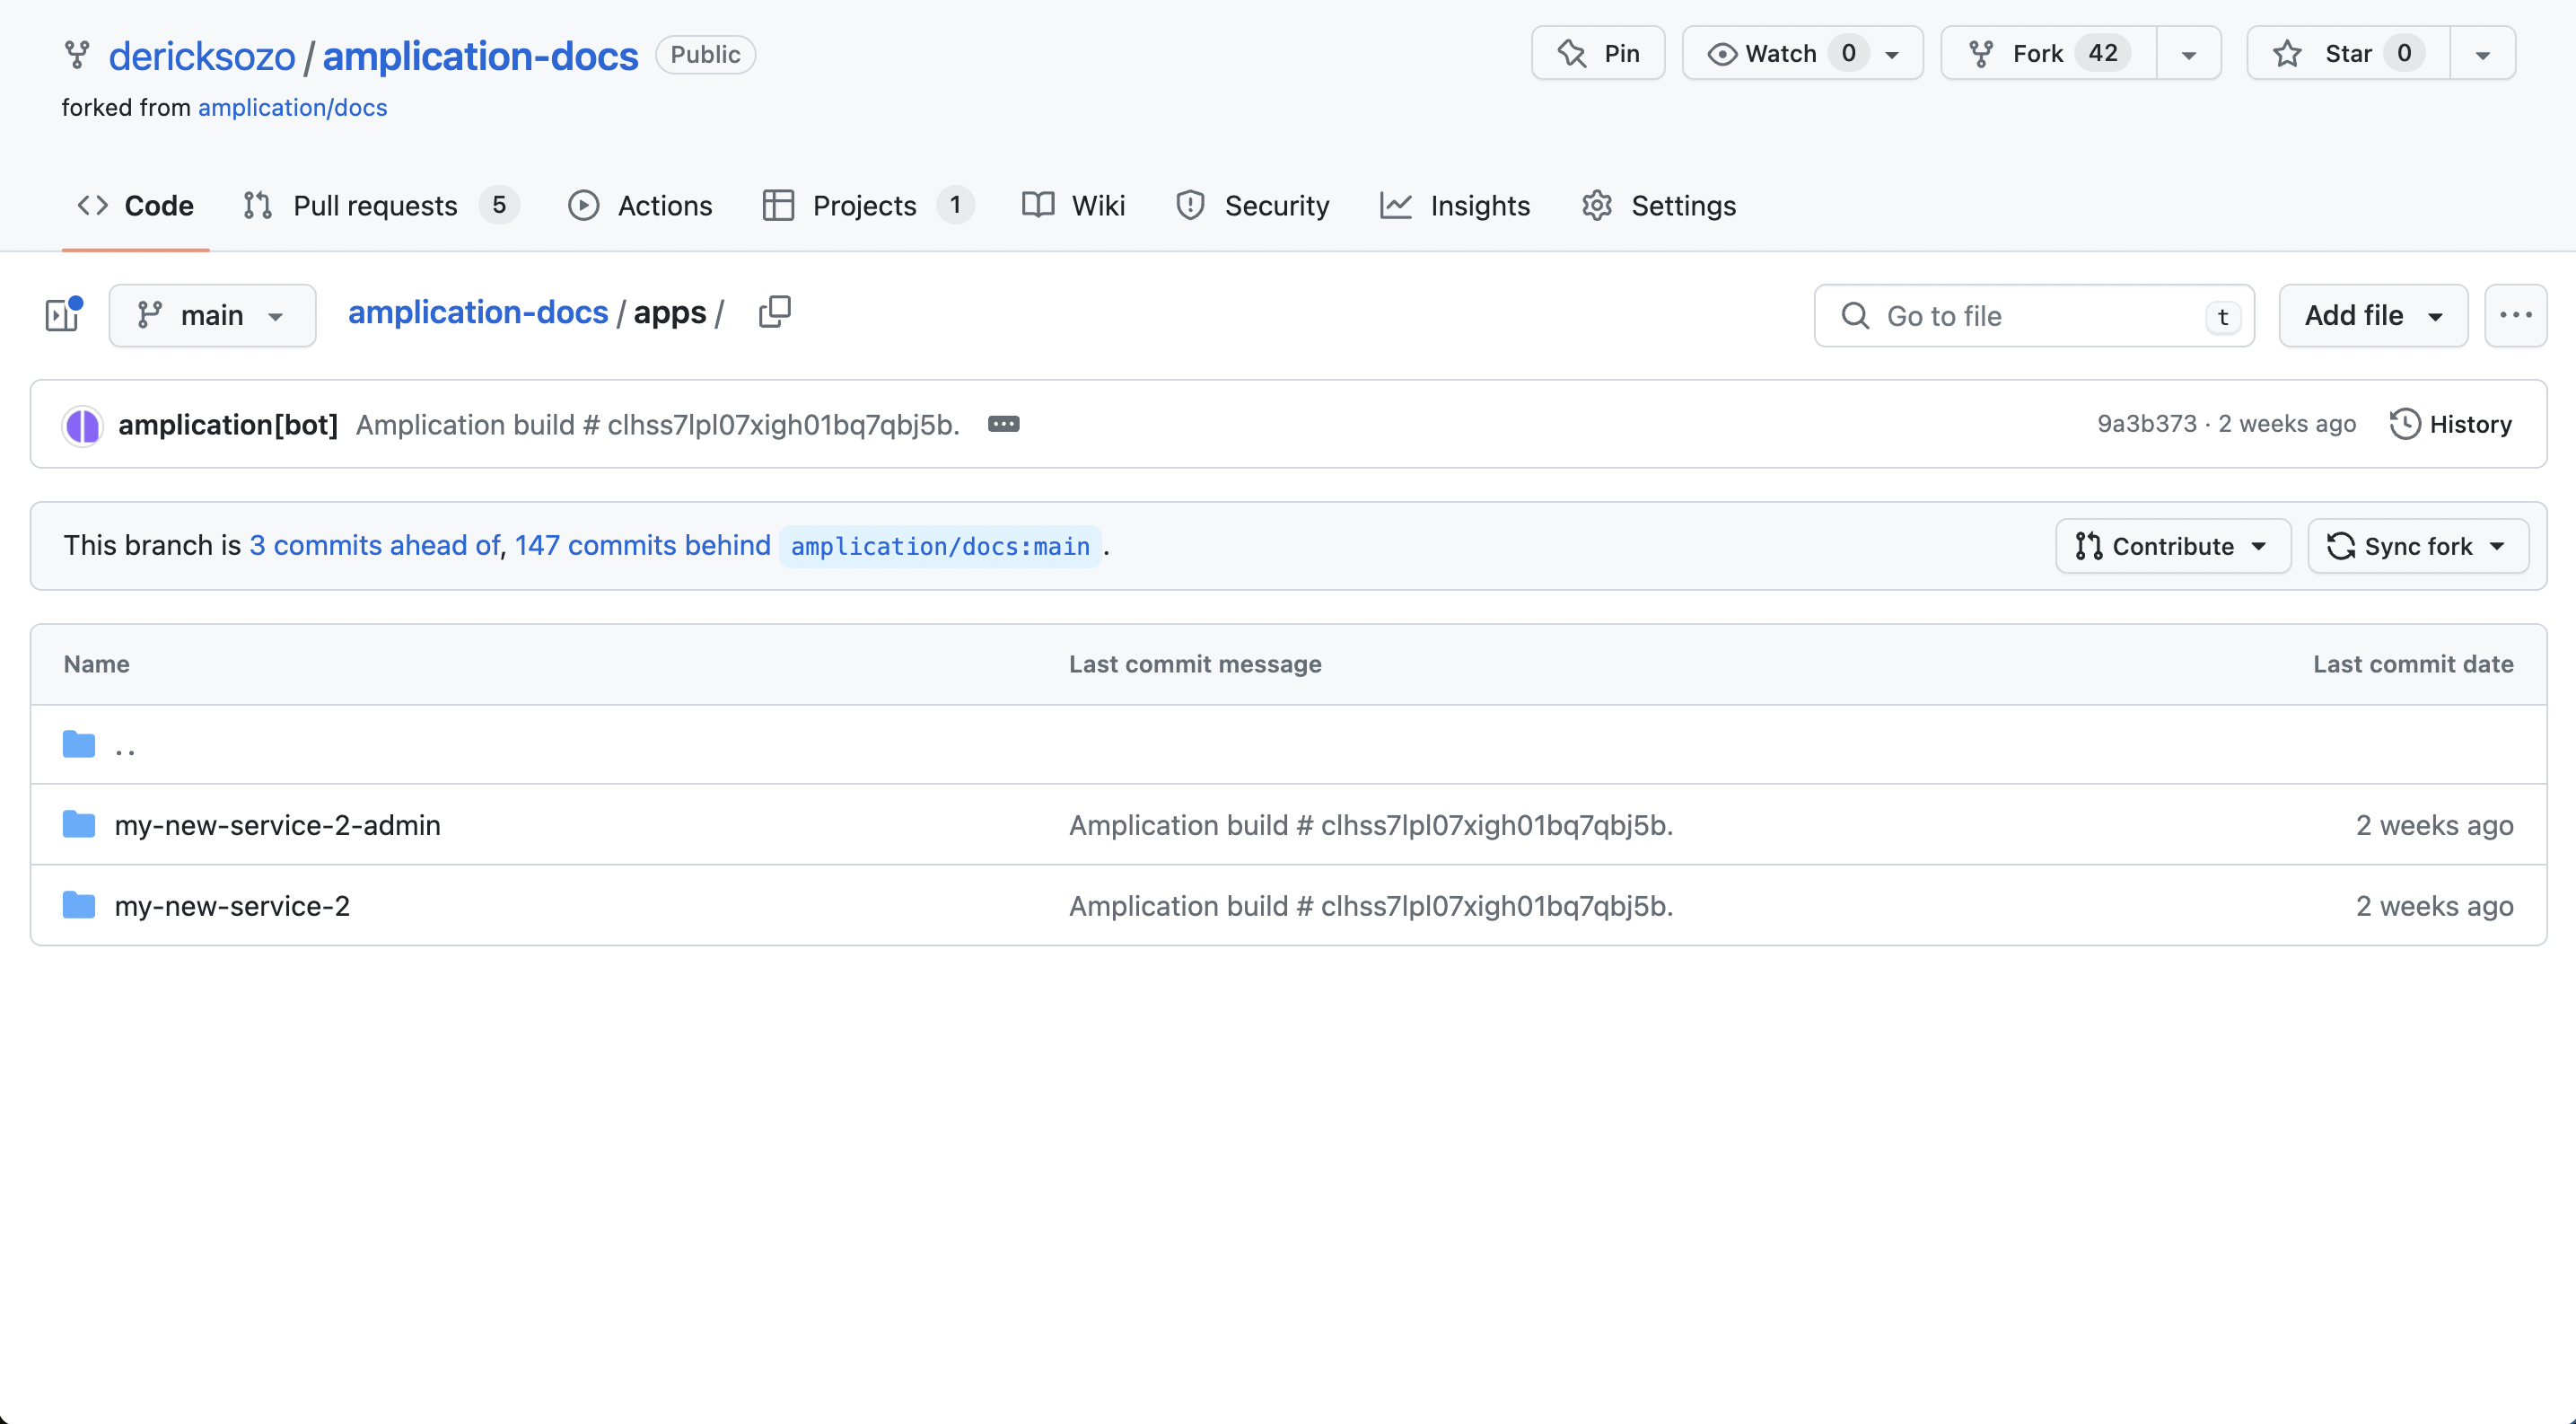 dericksozo / amplication-docs Public Pin Watch 0 Fork 42 Star 0
forked from amplication/docs
Code Pull requests 5 Actions Projects 1 Wiki Security Insights Settings
main amplication-docs / apps / Go to file t Add file
amplication[bot] Amplication build # clhss7lpl07xigh01bq7qbj5b. 9a3b373 · 2 weeks ago History
This branch is 3 commits ahead of, 147 commits behind amplication/docs:main . Contribute Sync fork
Name Last commit message Last commit date
..
my-new-service-2-admin Amplication build # clhss7lpl07xigh01bq7qbj5b. 2 weeks ago
my-new-service-2 Amplication build # clhss7lpl07xigh01bq7qbj5b. 2 weeks ago